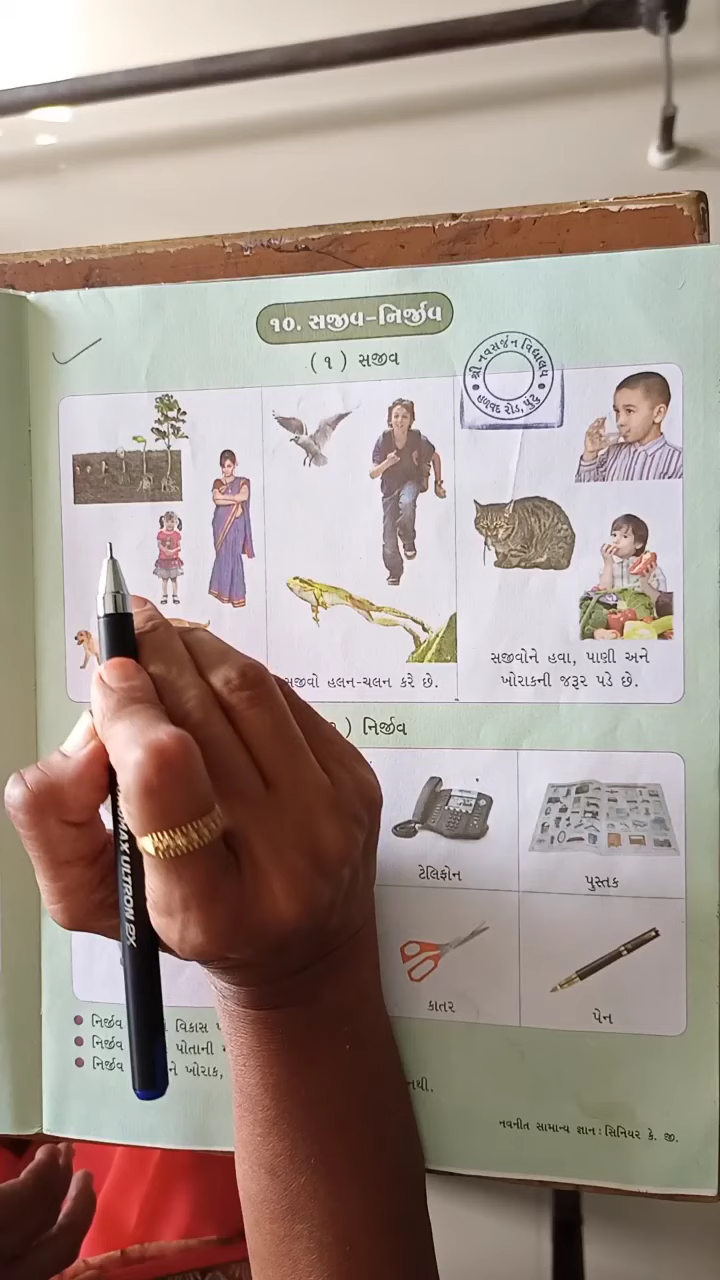 ૧૦. સજીવ-નિર્જીવ
( ૧ ) સજીવ
શ્રી નવસર્જન વિદ્યાલય
હળવદ રોડ,
સજીવો હલન-ચલન કરે છે.
સજીવોને હવા, પાણી અને
ખોરાકની જરૂર પડે છે.
) નિર્જીવ
ટેલિફોન
પુસ્તક
કાતર
પેન
નિર્જીવ વિકાસ
નિર્જીવ પોતાની
નિર્જીવ ને ખોરાક, નથી.
નવનીત સામાન્ય જ્ઞાન : સિનિયર કે. જી.
ULTRON 2X